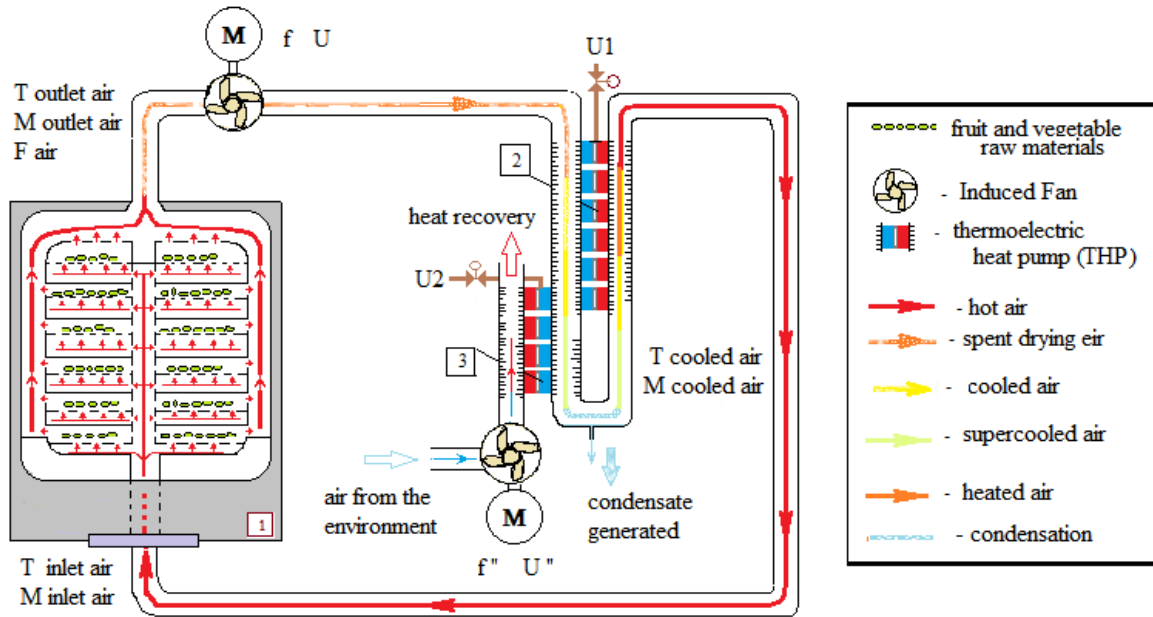 M
f U
U1
T outlet air
M outlet air
F air
2
heat recovery
U2
3
T cooled air
M cooled air
air from the
environment
M
condensate
generated
f" U"
1
T inlet air
M inlet air
fruit and vegetable
raw materials
- Induced Fan
- thermoelectric
heat pump (THP)
- hot air
- spent drying eir
- cooled air
- supercooled air
- heated air
- condensation